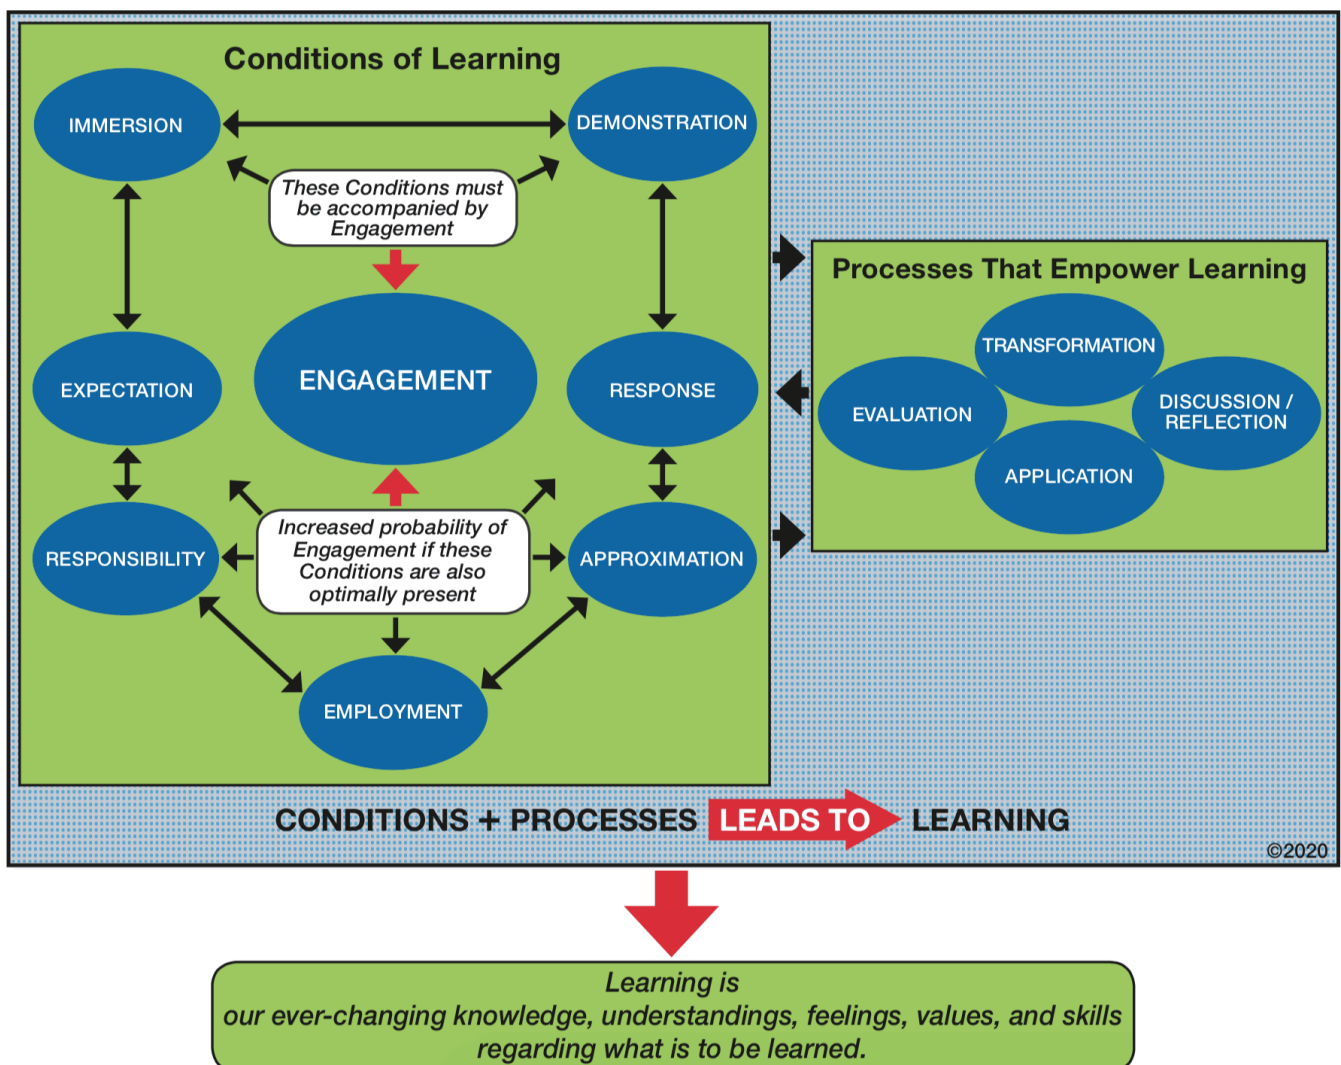 Conditions of Learning
IMMERSION
DEMONSTRATION
These Conditions must
be accompanied by
Engagement
EXPECTATION
ENGAGEMENT
RESPONSE
RESPONSIBILITY
Increased probability of
Engagement if these
Conditions are also
optimally present
APPROXIMATION
EMPLOYMENT
Processes That Empower Learning
TRANSFORMATION
EVALUATION
DISCUSSION /
REFLECTION
APPLICATION
CONDITIONS + PROCESSES LEADS TO LEARNING
©2020
Learning is
our ever-changing knowledge, understandings, feelings, values, and skills
regarding what is to be learned.